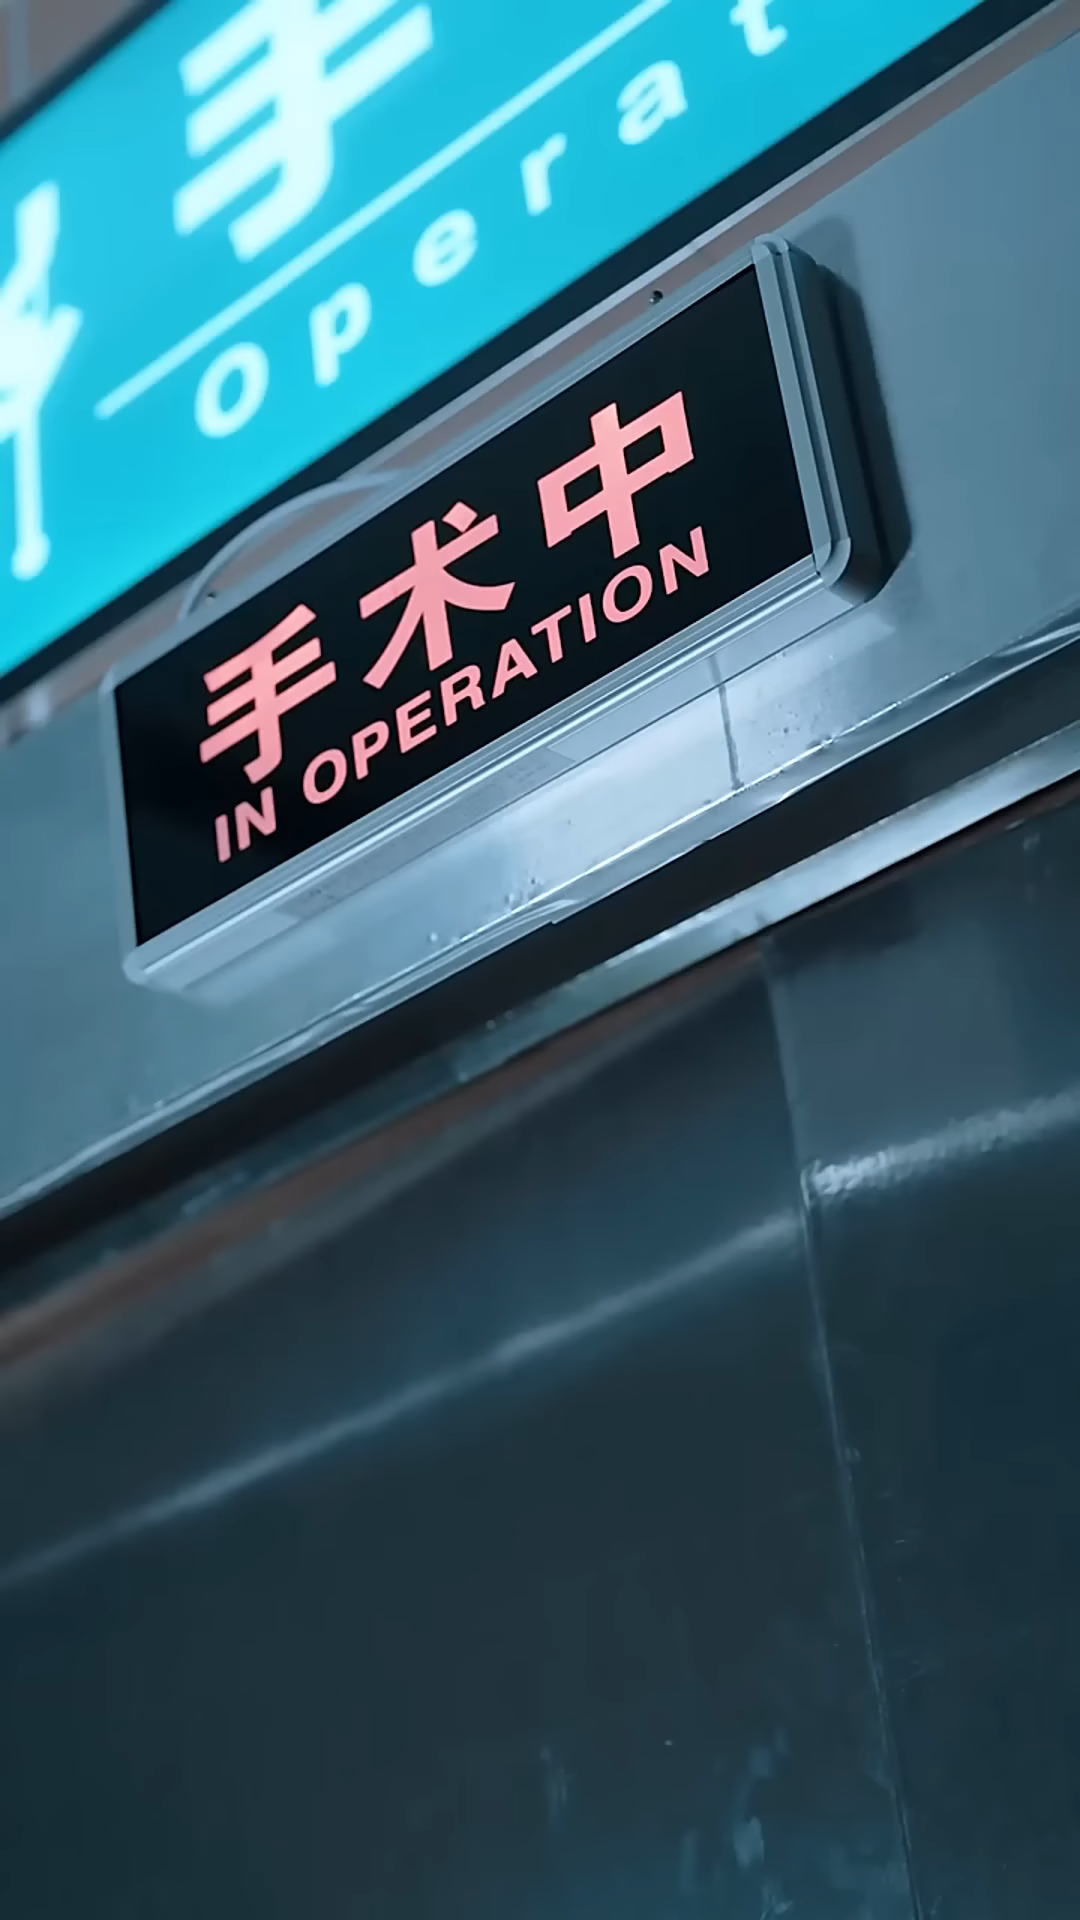 手
Operat
手术中
IN OPERATION